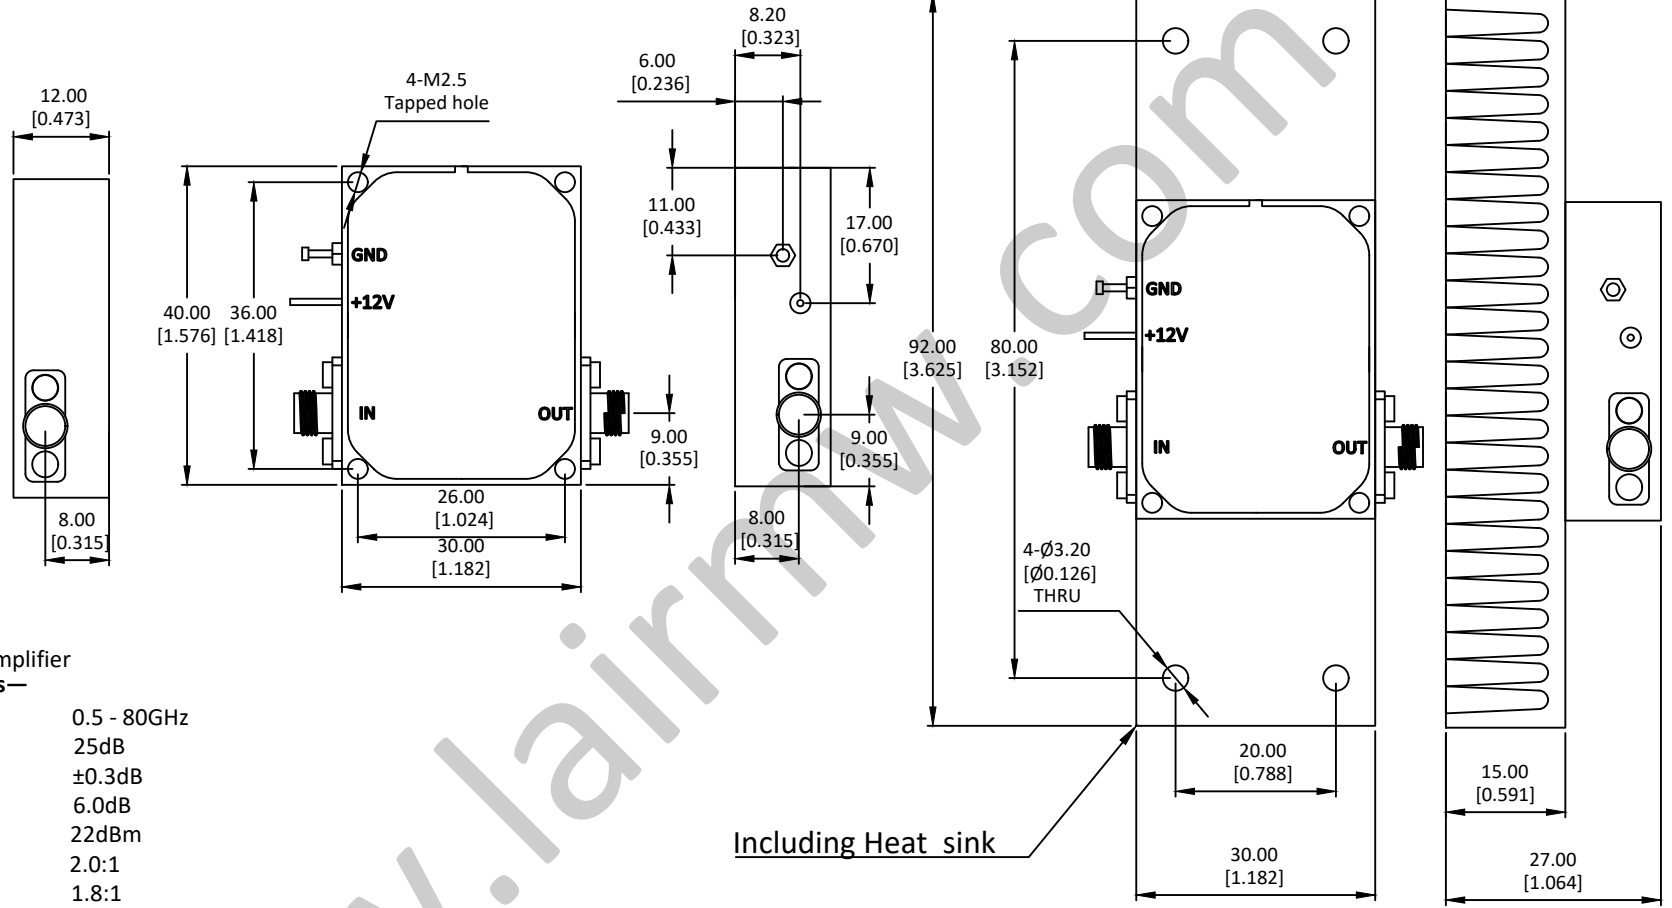 12.00
[0.473]
8.00
[0.315]
4-M2.5
Tapped hole
40.00
[1.576]
36.00
[1.418]
GND
+12V
IN
OUT
9.00
[0.355]
26.00
[1.024]
30.00
[1.182]
8.20
[0.323]
6.00
[0.236]
11.00
[0.433]
17.00
[0.670]
9.00
[0.355]
8.00
[0.315]
92.00
[3.625]
80.00
[3.152]
GND
+12V
IN
OUT
4-Ø3.20
[Ø0.126]
THRU
20.00
[0.788]
30.00
[1.182]
15.00
[0.591]
27.00
[1.064]
Including Heat sink
mplifier
s—
0.5 - 80GHz
25dB
±0.3dB
6.0dB
22dBm
2.0:1
1.8:1
w.lairmw.com